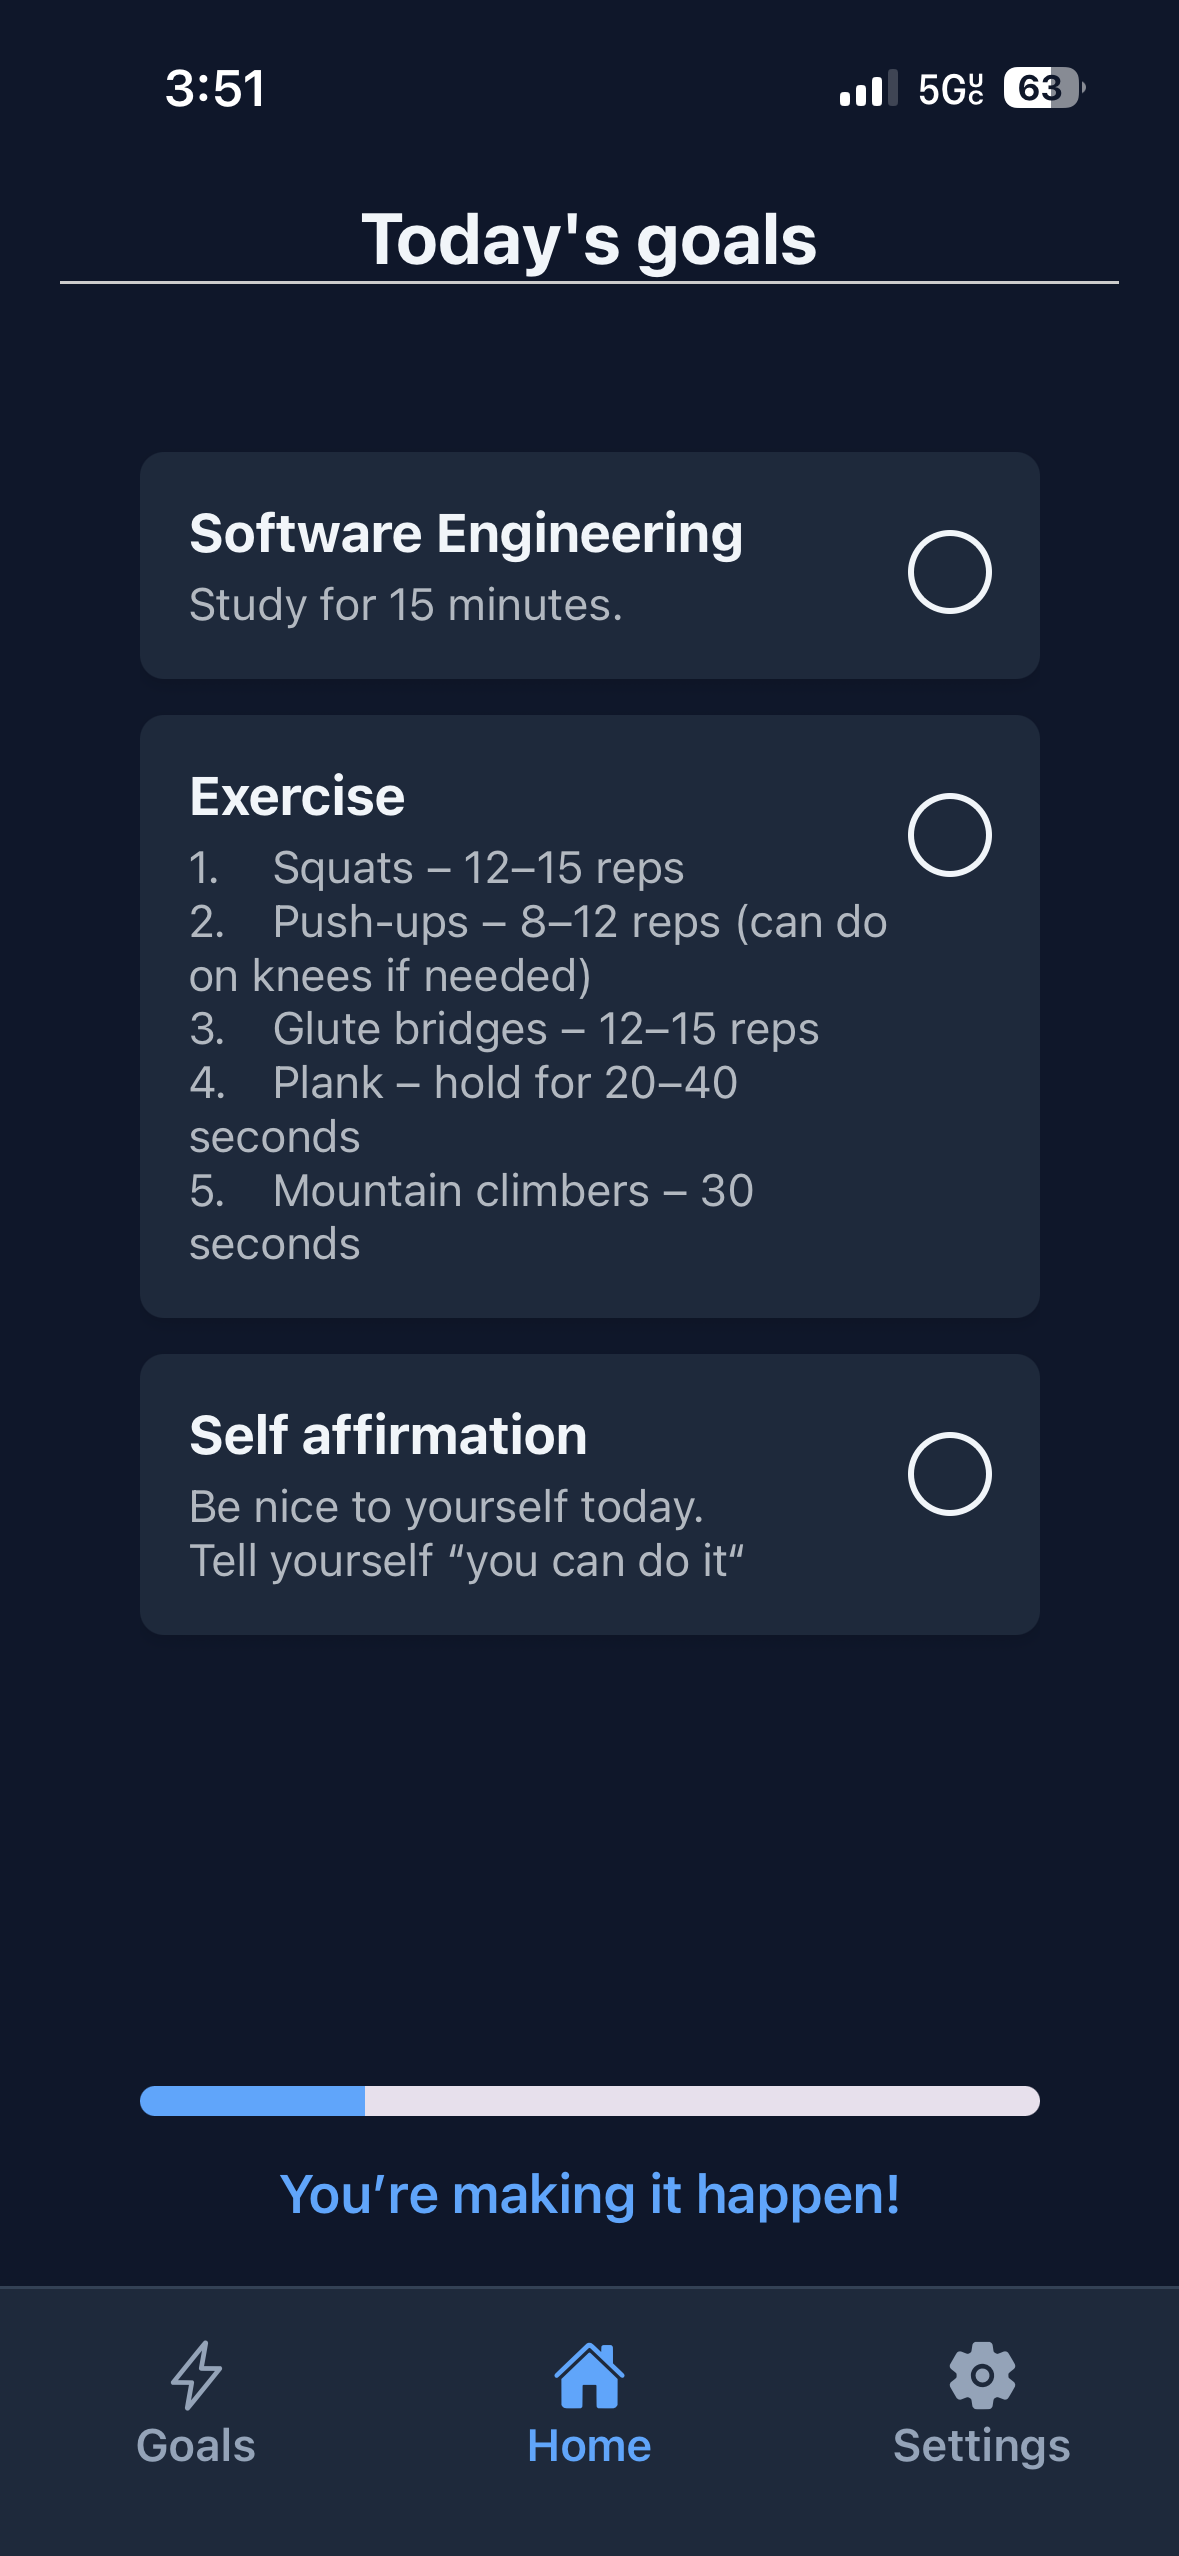 3:51
5GUC
63
Today's goals
Software Engineering
Study for 15 minutes.
Exercise
1. Squats – 12–15 reps
2. Push-ups – 8–12 reps (can do
on knees if needed)
3. Glute bridges – 12–15 reps
4. Plank – hold for 20–40
seconds
5. Mountain climbers – 30
seconds
Self affirmation
Be nice to yourself today.
Tell yourself “you can do it“
You’re making it happen!
Goals
Home
Settings